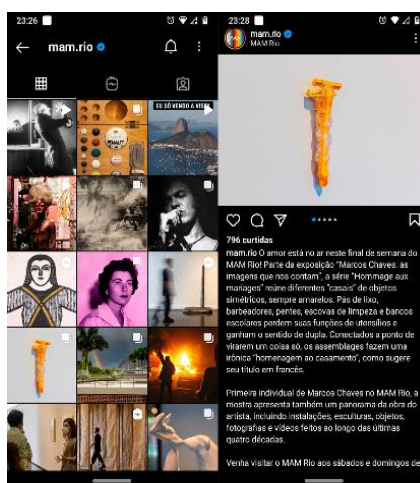 23:26
mam.rio
PENALTY
EU SÓ VENDO A VISTA
23:28
mam.rio
MAM Rio
796 curtidas
mam.rio O amor está no ar neste final de semana do
MAM Rio! Parte da exposição "Marcos Chaves: as
imagens que nos contam", a série "Hommage aux
mariages" reúne diferentes "casais" de objetos
simétricos, sempre amarelos. Pás de lixo,
barbeadores, pentes, escovas de limpeza e bancos
escolares perdem suas funções de utensílios e
ganham o sentido de dupla. Conectados a ponto de
virarem um coisa só, os assemblages fazem uma
irônica "homenagem ao casamento", como sugere
seu título em francês.
Primeira individual de Marcos Chaves no MAM Rio, a
mostra apresenta também um panorama da obra do
artista, incluindo instalações, esculturas, objetos,
fotografias e vídeos feitos ao longo das últimas
quatro décadas.
Venha visitar o MAM Rio aos sábados e domingos de